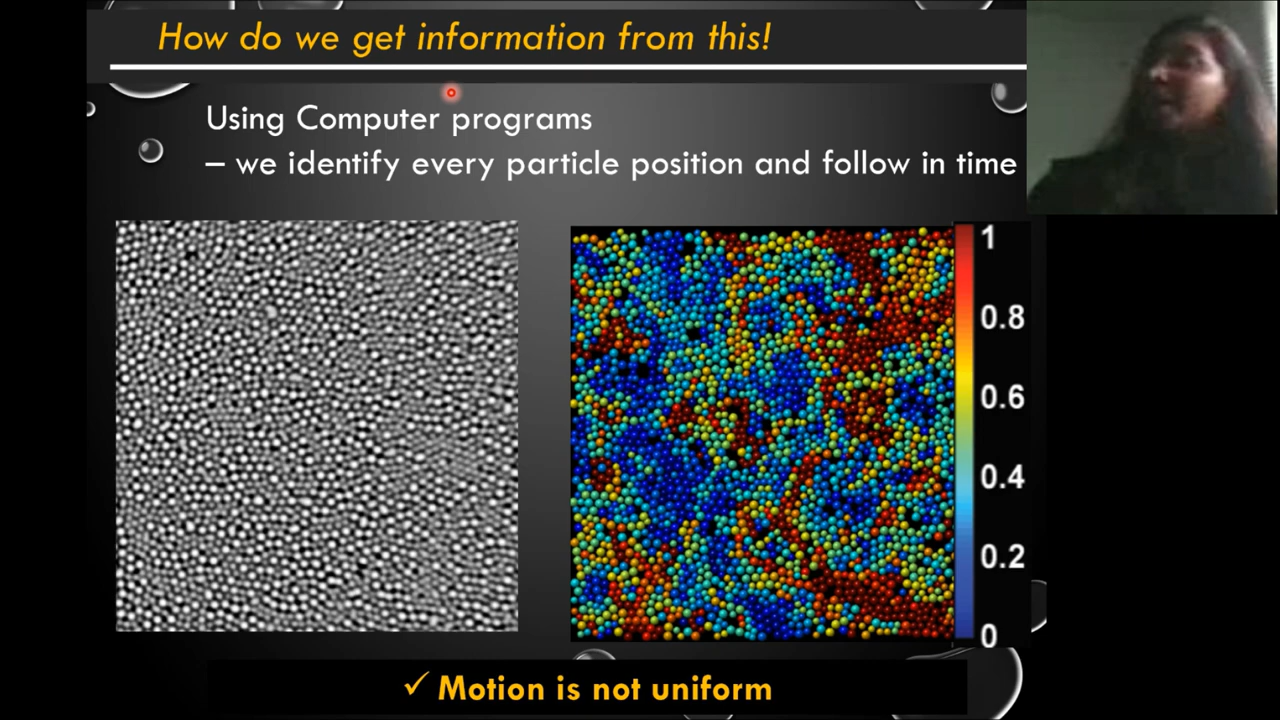 How do we get information from this!
Using Computer programs
– we identify every particle position and follow in time
1
0.8
0.6
0.4
0.2
0
✓ Motion is not uniform